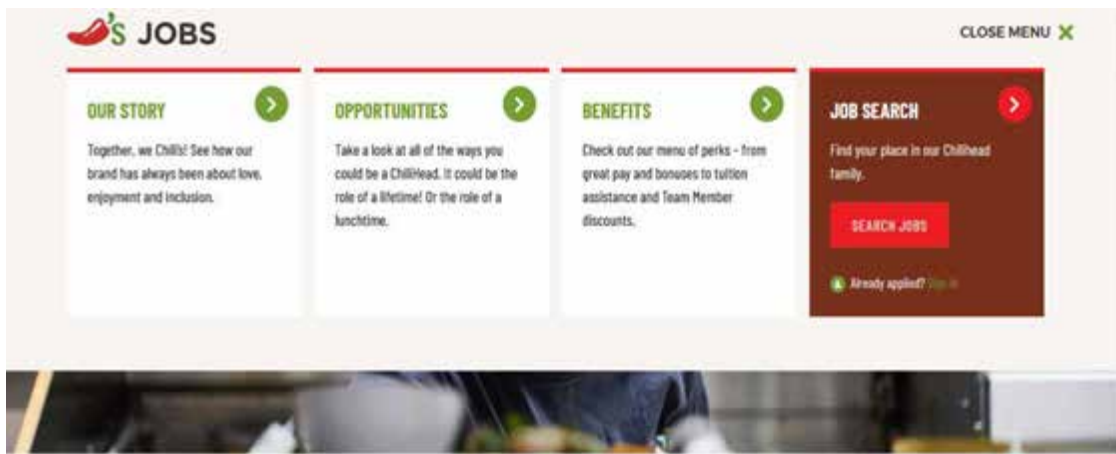 's JOBS
CLOSE MENU
OUR STORY
Together, we Chili's! See how our
brand has always been about love,
enjoyment and inclusion.
OPPORTUNITIES
Take a look at all of the ways you
could be a ChiliHead. It could be the
role of a lifetime! Or the role of a
lunchtime.
BENEFITS
Check out our menu of perks - from
great pay and bonuses to tuition
assistance and Team Member
discounts.
JOB SEARCH
Find your place in our Chilihead
family.
SEARCH JOBS
Already applied? Sign in